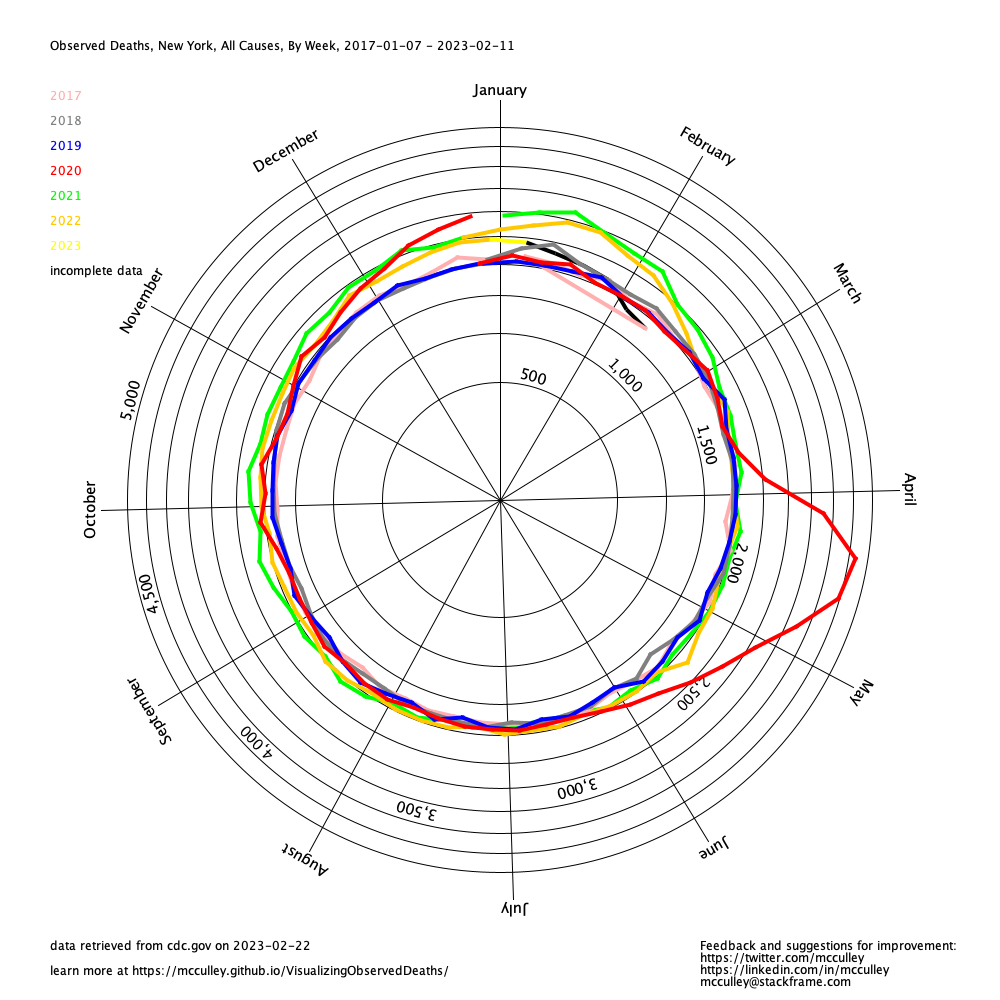 Observed Deaths, New York, All Causes, By Week, 2017-01-07 - 2023-02-11
January
2017
2018
2019
2020
2021
2022
2023
incomplete data
December
February
November
March
500
1,000
5,000
1,500
October
April
2,000
4,500
September
May
2,500
4,000
3,000
3,500
August
June
July
data retrieved from cdc.gov on 2023-02-22
learn more at https://mcculley.github.io/VisualizingObservedDeaths/
Feedback and suggestions for improvement:
https://twitter.com/mcculley
https://linkedin.com/in/mcculley
mcculley@stackframe.com